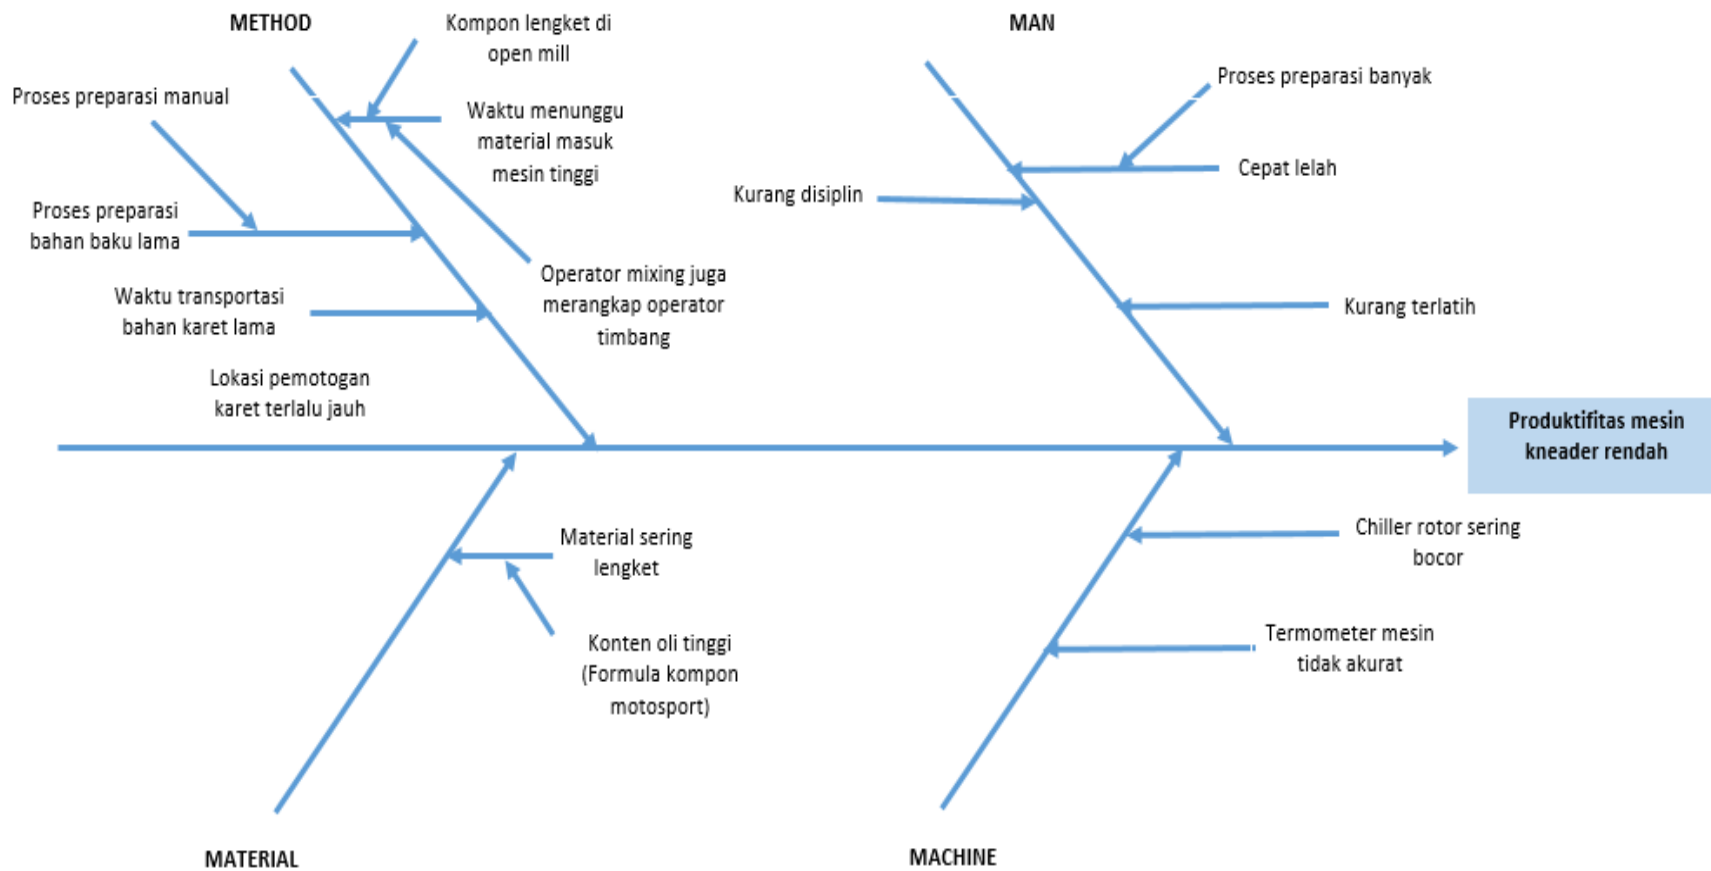 METHOD
Kompon lengket di
open mill
Proses preparasi manual
Waktu menunggu
material masuk
mesin tinggi
Proses preparasi
bahan baku lama
Operator mixing juga
merangkap operator
timbang
Waktu transportasi
bahan karet lama
Lokasi pemotogan
karet terlalu jauh
MAN
Proses preparasi banyak
Cepat lelah
Kurang disiplin
Kurang terlatih
Produktifitas mesin
kneader rendah
Material sering
lengket
Konten oli tinggi
(Formula kompon
motosport)
MATERIAL
Chiller rotor sering
bocor
Termometer mesin
tidak akurat
MACHINE